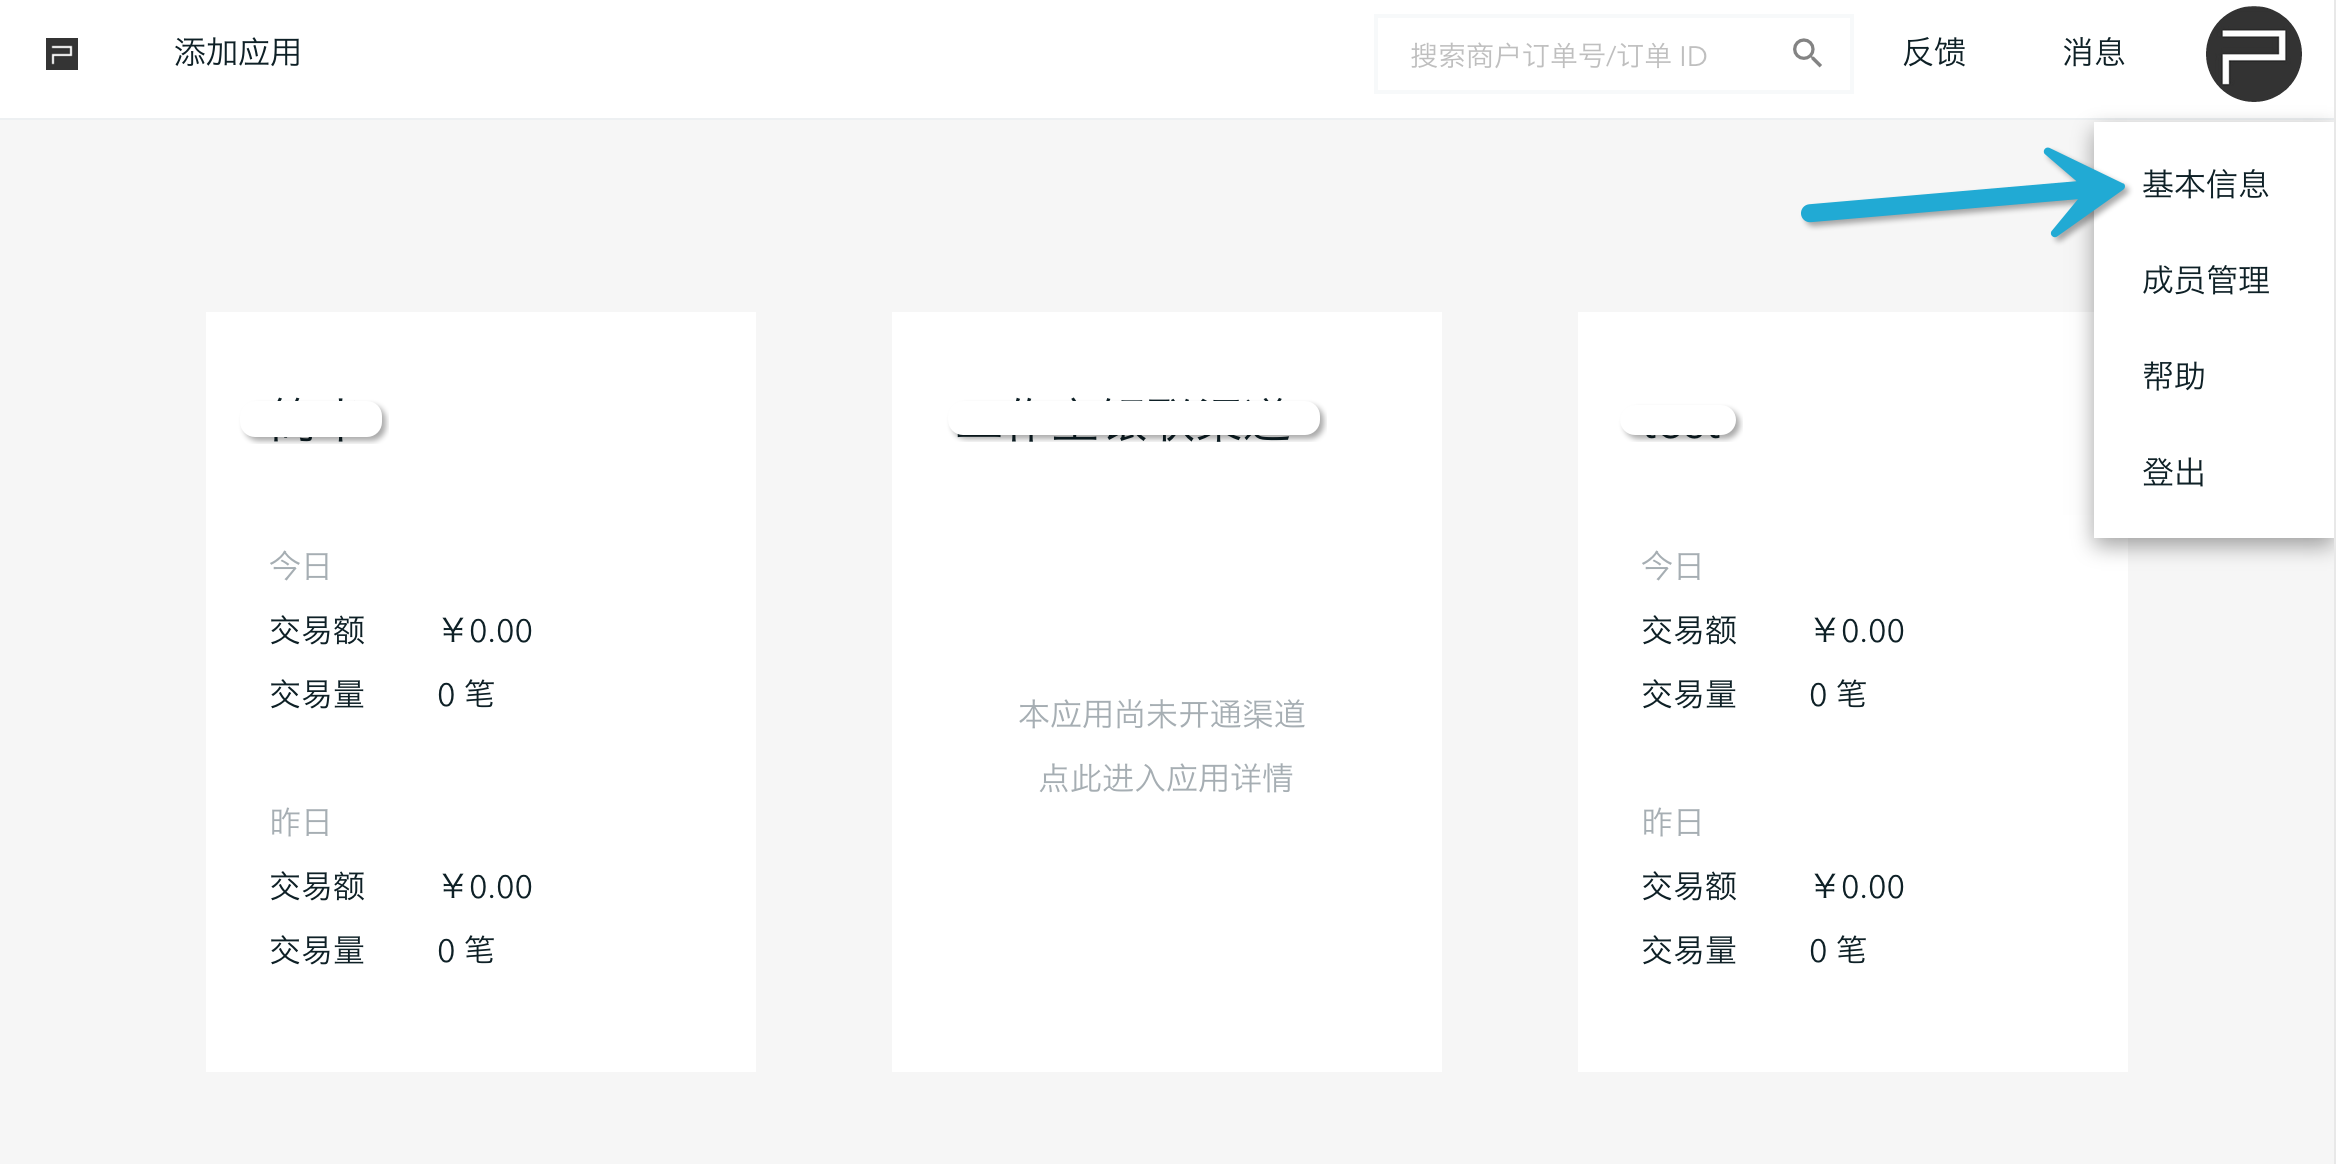 添加应用
搜索商户订单号/订单 ID
反馈
消息
基本信息
成员管理
帮助
登出
今日
交易额 ￥0.00
交易量 0 笔
昨日
交易额 ￥0.00
交易量 0 笔
本应用尚未开通渠道
点此进入应用详情
今日
交易额 ￥0.00
交易量 0 笔
昨日
交易额 ￥0.00
交易量 0 笔